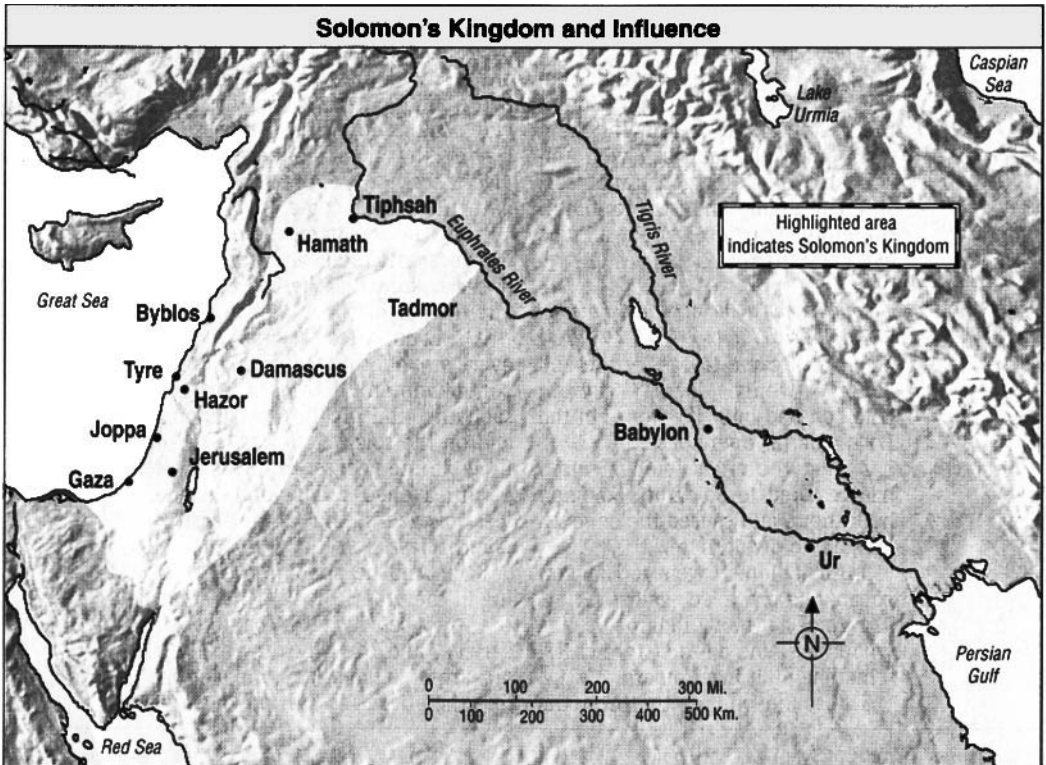 Solomon's Kingdom and Influence
Caspian
Sea
Lake
Urmia
Tiphsah
Hamath
Euphrates River
Tigris River
Highlighted area
indicates Solomon's Kingdom
Great Sea
Byblos
Tadmor
Tyre
Damascus
Hazor
Joppa
Babylon
Jerusalem
Gaza
Ur
N
Persian
Gulf
0 100 200 300 Mi.
0 100 200 300 400 500 Km.
Red Sea